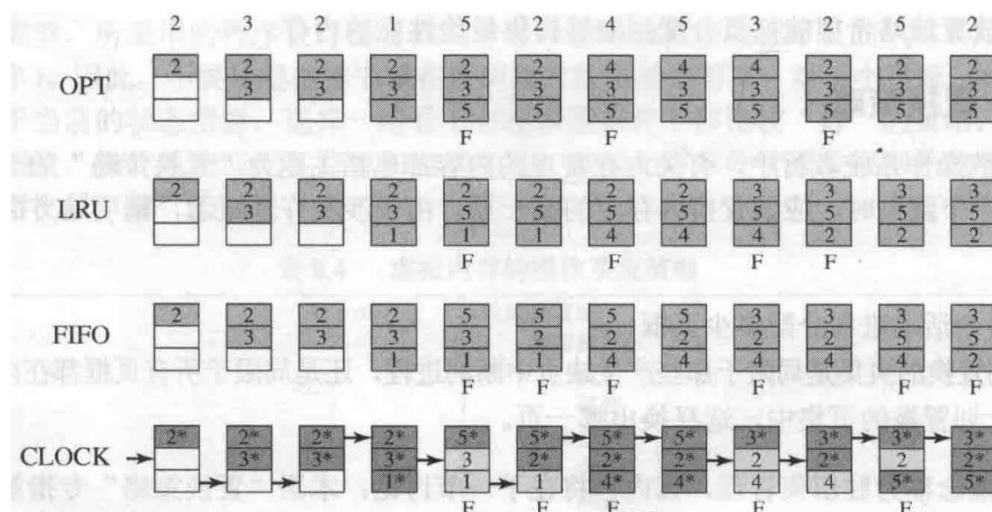 2 3 2 1 5 2 4 5 3 2 5 2
OPT 2 2 2 2 2 2 4 4 4 2 2 2
3 3 3 3 3 3 3 3 3 3 3
1 5 5 5 5 5 5 5 5
F F F
LRU 2 2 2 2 2 2 2 2 3 3 3 3
3 3 3 5 5 5 5 5 5 5 5
1 1 1 4 4 4 2 2 2
F F F F
FIFO 2 2 2 2 5 5 5 5 3 3 3 3
3 3 3 3 2 2 2 2 2 5 5
1 1 1 4 4 4 4 4 2
F F F F F F
CLOCK 2* 2* 2* 2* 5* 5* 5* 5* 3* 3* 3* 3*
3* 3* 3* 3 2* 2* 2* 2 2* 2 2*
1* 1 1 4* 4* 4 4 5* 5*
F F F F F